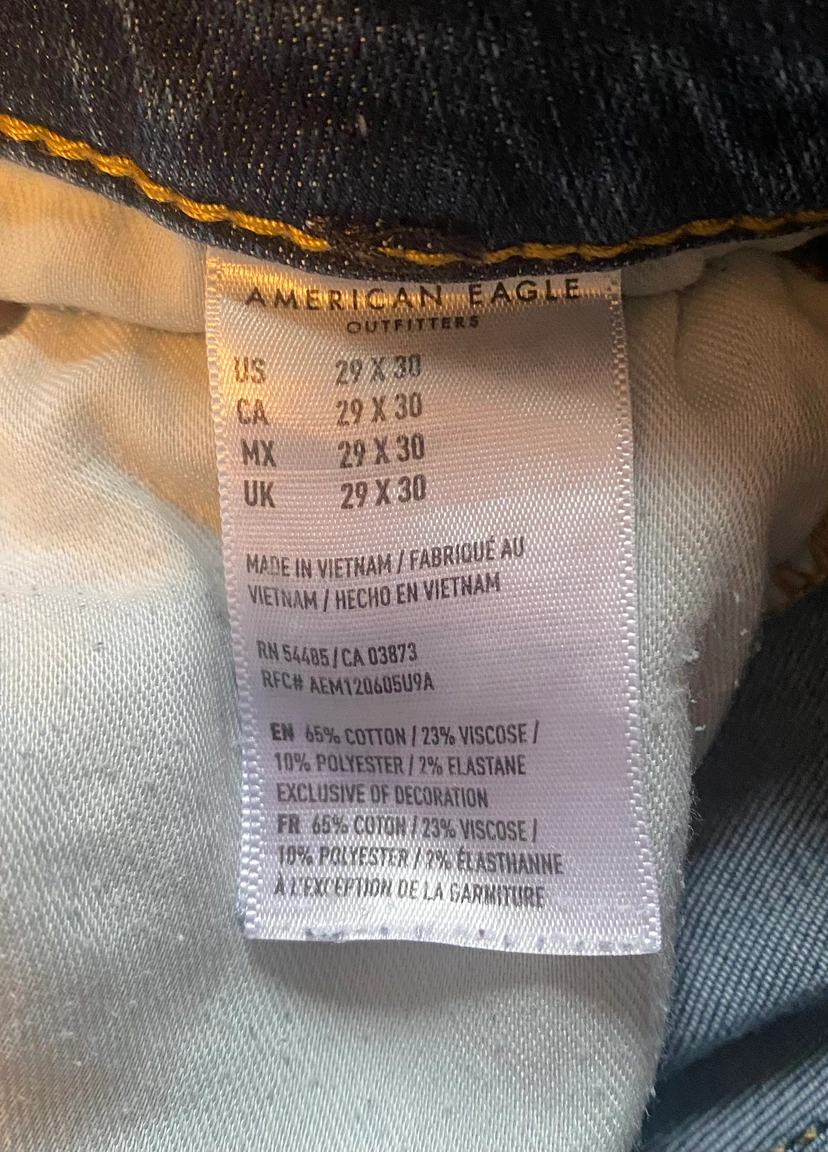 AMERICAN EAGLE
OUTFITTERS
US 29 X 30
CA 29 X 30
MX 29 X 30
UK 29 X 30
MADE IN VIETNAM / FABRIQUÉ AU
VIETNAM / HECHO EN VIETNAM
RN 54485 / CA 03873
RFC# AEM120605U9A
EN 65% COTTON / 23% VISCOSE /
10% POLYESTER / 2% ELASTANE
EXCLUSIVE OF DECORATION
FR 65% COTON / 23% VISCOSE /
10% POLYESTER / 2% ÉLASTHANNE
À L'EXCEPTION DE LA GARNITURE